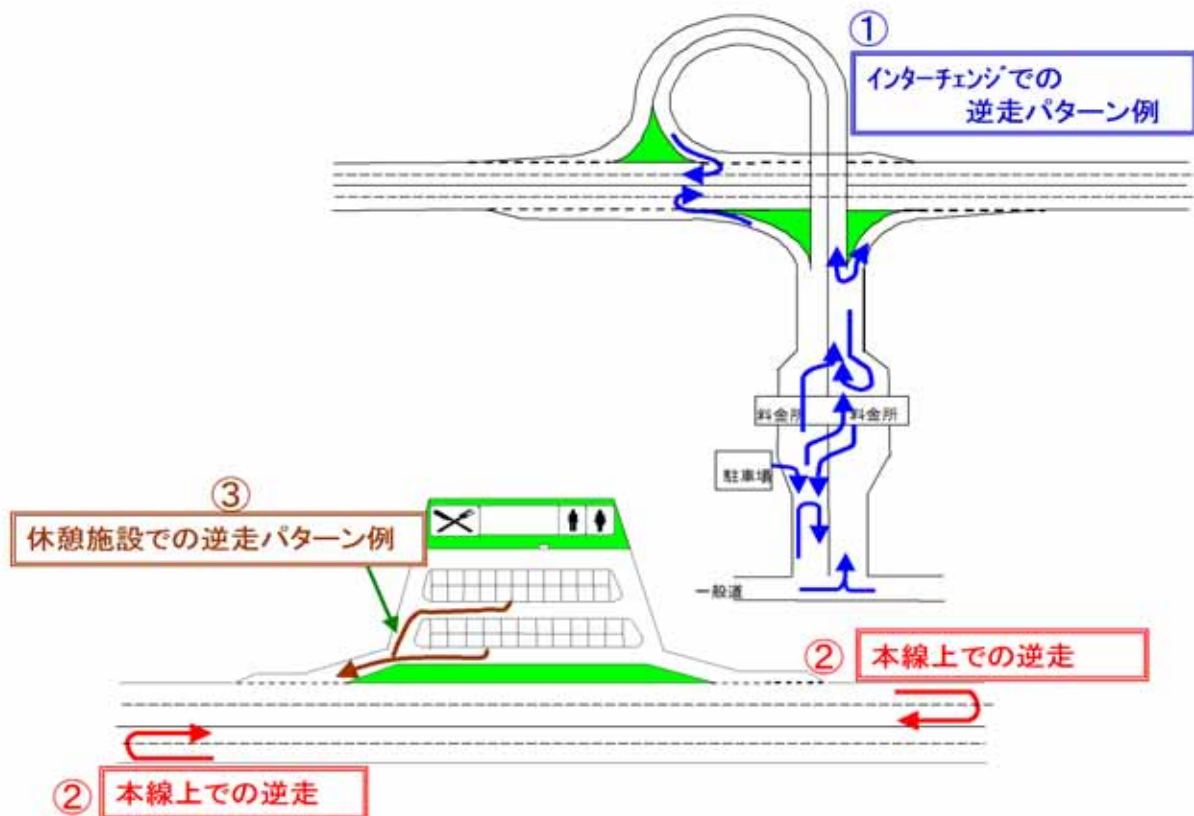 ①
インターチェンジでの
逆走パターン例
料金所
料金所
駐車場
一般道
③
休憩施設での逆走パターン例
②
本線上での逆走
②
本線上での逆走